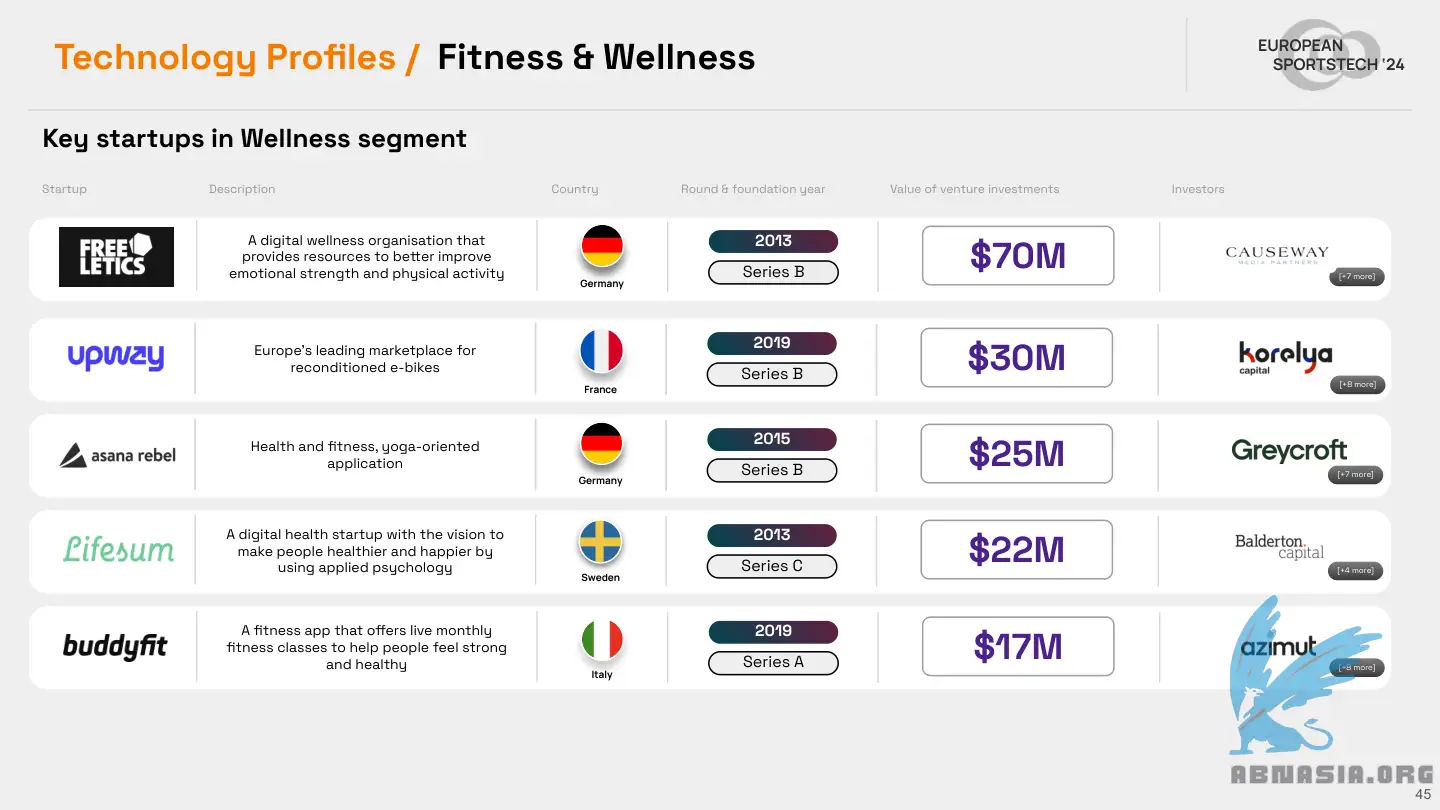 Technology Profiles / Fitness & Wellness
EUROPEAN
SPORTSTECH '24
Key startups in Wellness segment
Startup
Description
Country
Round & foundation year
Value of venture investments
Investors
FREE
LETICS
A digital wellness organisation that
provides resources to better improve
emotional strength and physical activity
Germany
2013
Series B
$70M
CAUSEWAY
MEDIA PARTNERS
[+7 more]
upway
Europe's leading marketplace for
reconditioned e-bikes
France
2019
Series B
$30M
korelya
capital
[+8 more]
asana rebel
Health and fitness, yoga-oriented
application
Germany
2015
Series B
$25M
Greycroft
[+7 more]
Lifesum
A digital health startup with the vision to
make people healthier and happier by
using applied psychology
Sweden
2013
Series C
$22M
Balderton.
capital
[+4 more]
buddyfit
A fitness app that offers live monthly
fitness classes to help people feel strong
and healthy
Italy
2019
Series A
$17M
azimut
[+8 more]
ABNASIA.ORG
45